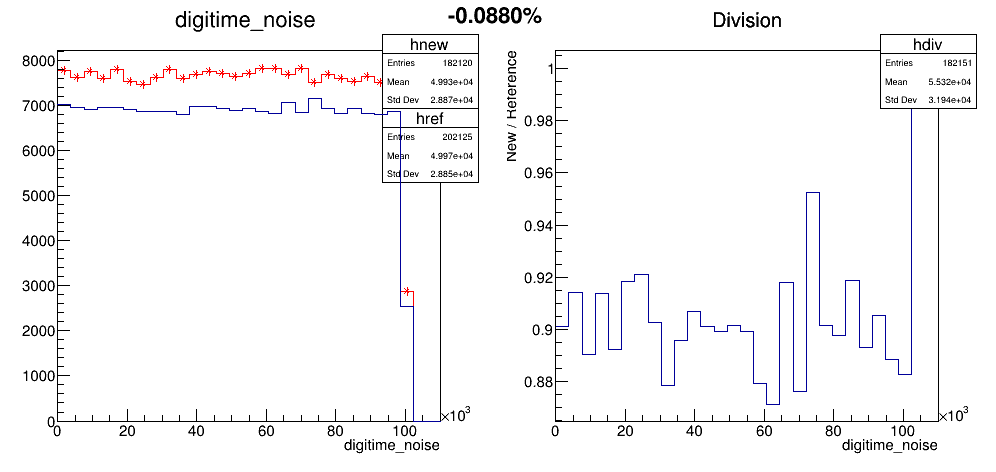 digitime_noise
-0.0880%
Division
hnew
Entries 182120
Mean 4.993e+04
Std Dev 2.887e+04
href
Entries 202125
Mean 4.997e+04
Std Dev 2.885e+04
8000
7000
6000
5000
4000
3000
2000
1000
0
0 20 40 60 80 100
×10³
digitime_noise
hdiv
Entries 182151
Mean 5.532e+04
Std Dev 3.194e+04
New / Reference
1
0.98
0.96
0.94
0.92
0.9
0.88
0 20 40 60 80 100
×10³
digitime_noise